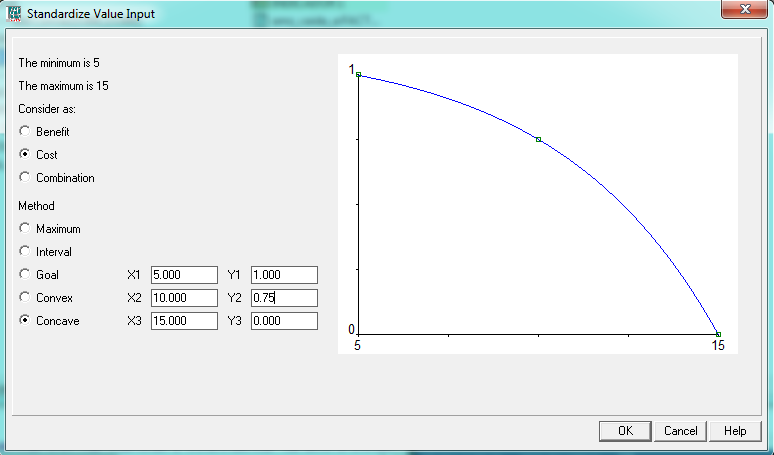 Standardize Value Input
The minimum is 5
The maximum is 15
Consider as:
Benefit
Cost
Combination
Method
Maximum
Interval
Goal X1 5.000 Y1 1.000
Convex X2 10.000 Y2 0.75
Concave X3 15.000 Y3 0.000
1
0
5 15
OK Cancel Help